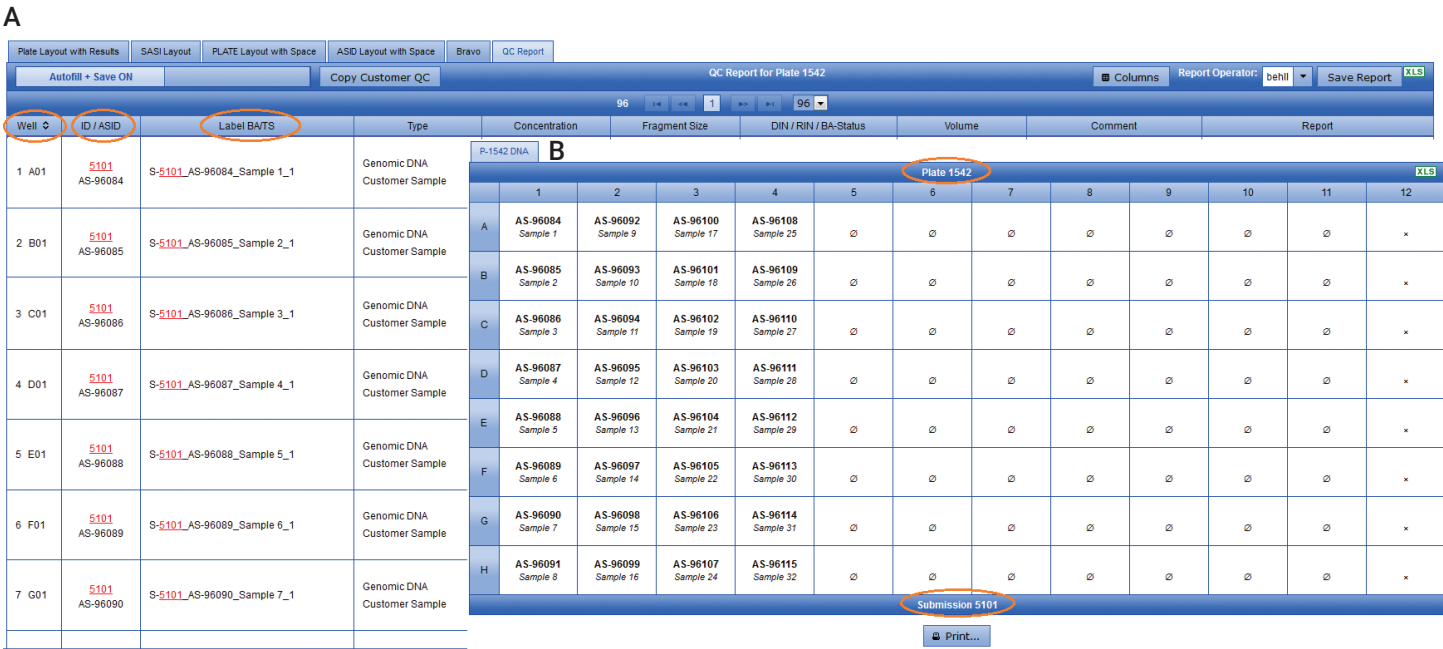 A
Plate Layout with Results SASI Layout PLATE Layout with Space ASID Layout with Space Bravo QC Report
Autofill + Save ON Copy Customer QC QC Report for Plate 1542 Columns Report Operator: behll Save Report XLS
96 1 96
Well ID / ASID Label BA/TS Type Concentration Fragment Size DIN / RIN / BA-Status Volume Comment Report
1 A01 5101 AS-96084 S-5101_AS-96084_Sample 1_1 Genomic DNA Customer Sample
2 B01 5101 AS-96085 S-5101_AS-96085_Sample 2_1 Genomic DNA Customer Sample
3 C01 5101 AS-96086 S-5101_AS-96086_Sample 3_1 Genomic DNA Customer Sample
4 D01 5101 AS-96087 S-5101_AS-96087_Sample 4_1 Genomic DNA Customer Sample
5 E01 5101 AS-96088 S-5101_AS-96088_Sample 5_1 Genomic DNA Customer Sample
6 F01 5101 AS-96089 S-5101_AS-96089_Sample 6_1 Genomic DNA Customer Sample
7 G01 5101 AS-96090 S-5101_AS-96090_Sample 7_1 Genomic DNA Customer Sample
P-1542 DNA B
Plate 1542 XLS
1 2 3 4 5 6 7 8 9 10 11 12
A AS-96084 AS-96092 AS-96100 AS-96108
Sample 1 Sample 9 Sample 17 Sample 25 Ø Ø Ø Ø Ø Ø Ø ×
B AS-96085 AS-96093 AS-96101 AS-96109
Sample 2 Sample 10 Sample 18 Sample 26 Ø Ø Ø Ø Ø Ø Ø ×
C AS-96086 AS-96094 AS-96102 AS-96110
Sample 3 Sample 11 Sample 19 Sample 27 Ø Ø Ø Ø Ø Ø Ø ×
D AS-96087 AS-96095 AS-96103 AS-96111
Sample 4 Sample 12 Sample 20 Sample 28 Ø Ø Ø Ø Ø Ø Ø ×
E AS-96088 AS-96096 AS-96104 AS-96112
Sample 5 Sample 13 Sample 21 Sample 29 Ø Ø Ø Ø Ø Ø Ø ×
F AS-96089 AS-96097 AS-96105 AS-96113
Sample 6 Sample 14 Sample 22 Sample 30 Ø Ø Ø Ø Ø Ø Ø ×
G AS-96090 AS-96098 AS-96106 AS-96114
Sample 7 Sample 15 Sample 23 Sample 31 Ø Ø Ø Ø Ø Ø Ø ×
H AS-96091 AS-96099 AS-96107 AS-96115
Sample 8 Sample 16 Sample 24 Sample 32 Ø Ø Ø Ø Ø Ø Ø ×
Submission 5101
Print...